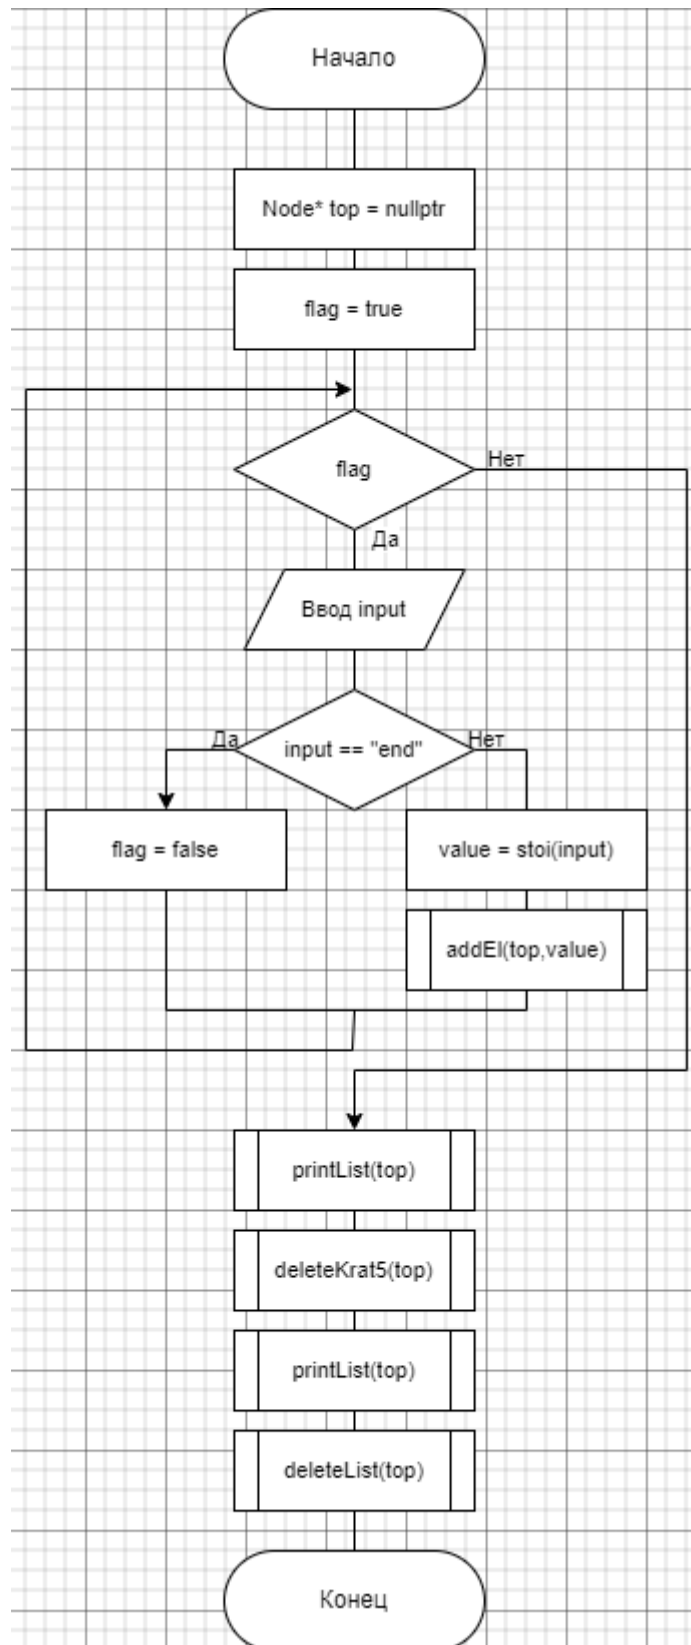 Начало
Node* top = nullptr
flag = true
flag
Нет
Да
Ввод input
input == "end"
Да
Нет
flag = false
value = stoi(input)
addEl(top,value)
printList(top)
deleteKrat5(top)
printList(top)
deleteList(top)
Конец